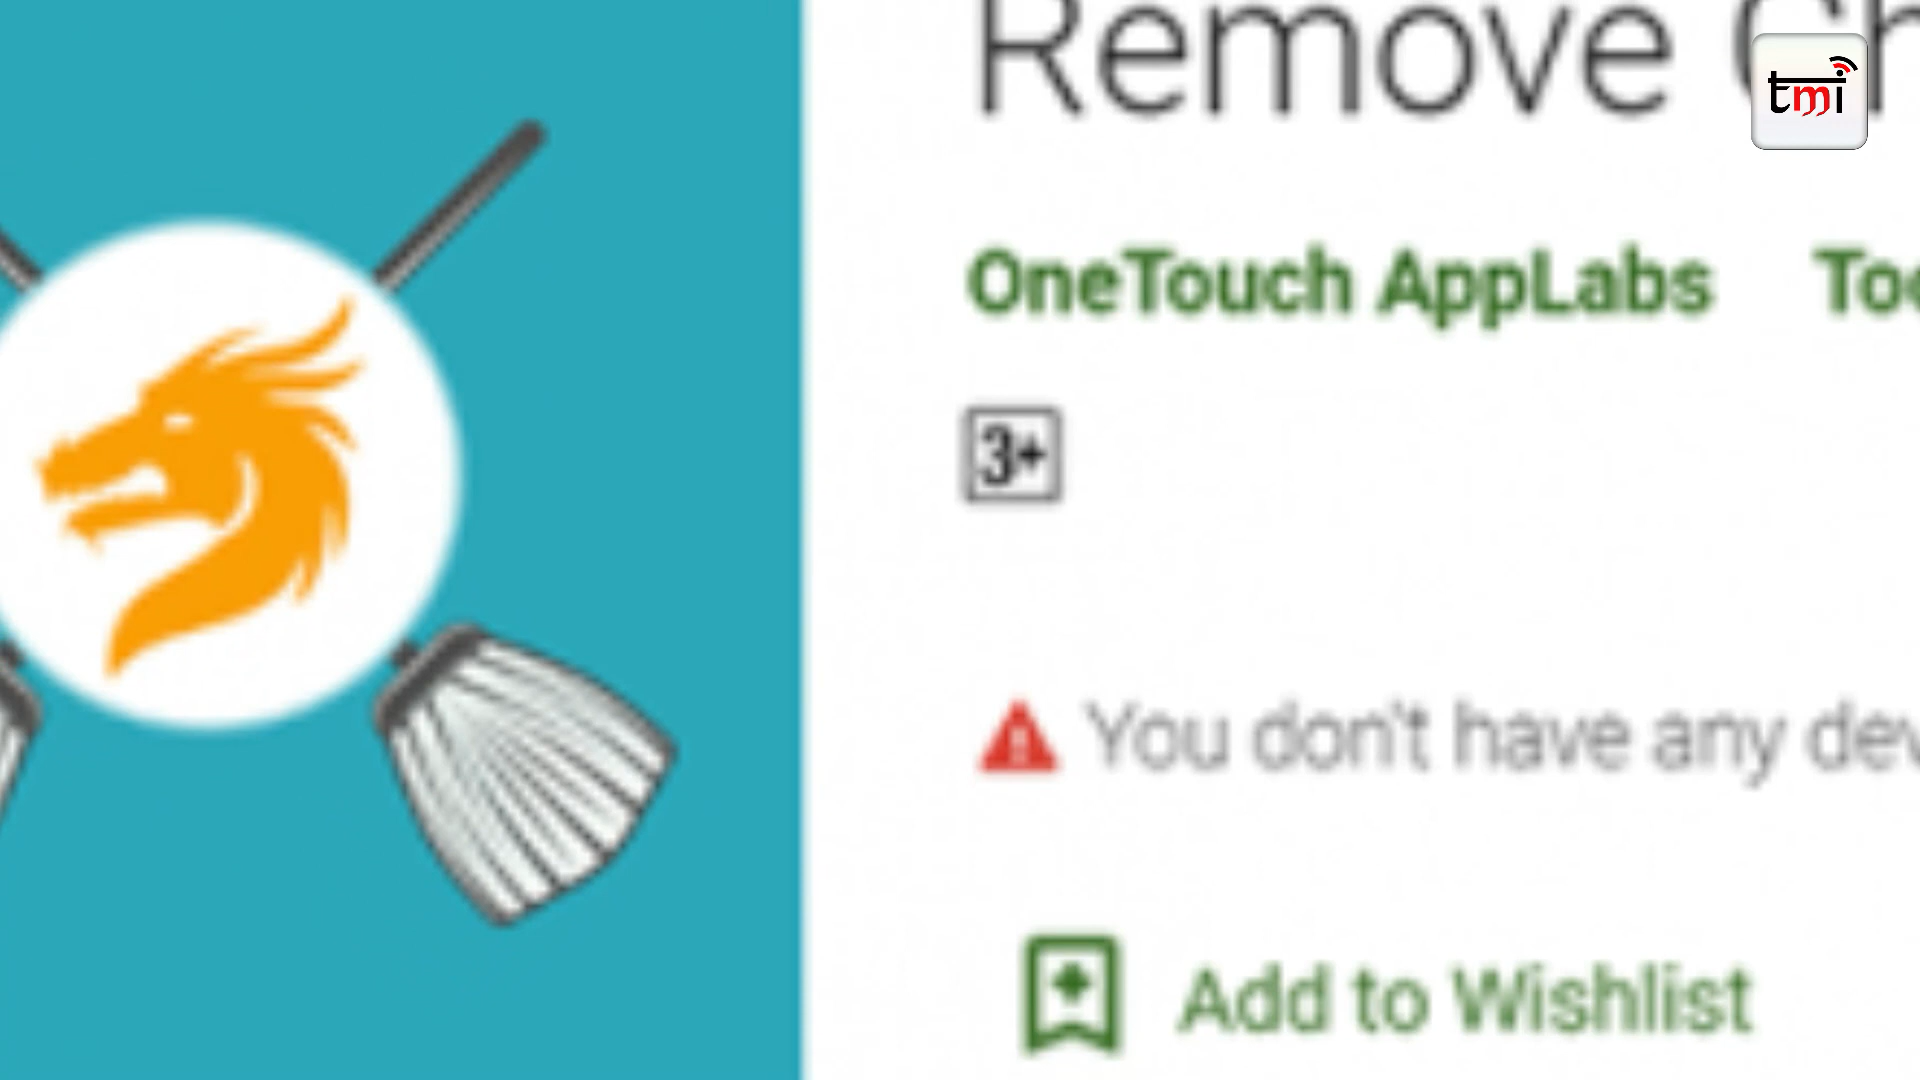 Remove
tmi
OneTouch AppLabs
3+
You don't have any
Add to Wishlist